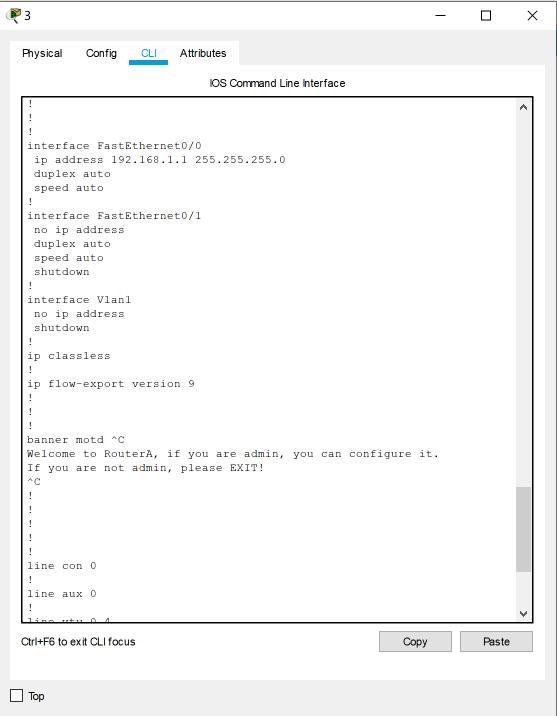 3
Physical Config CLI Attributes
IOS Command Line Interface
!
!
!
interface FastEthernet0/0
 ip address 192.168.1.1 255.255.255.0
 duplex auto
 speed auto
!
interface FastEthernet0/1
 no ip address
 duplex auto
 speed auto
 shutdown
!
interface Vlan1
 no ip address
 shutdown
!
ip classless
!
ip flow-export version 9
!
!
!
banner motd ^C
Welcome to RouterA, if you are admin, you can configure it.
If you are not admin, please EXIT!
^C
!
!
!
!
!
line con 0
!
line aux 0
!
line vty 0 4
Ctrl+F6 to exit CLI focus
Copy Paste
Top